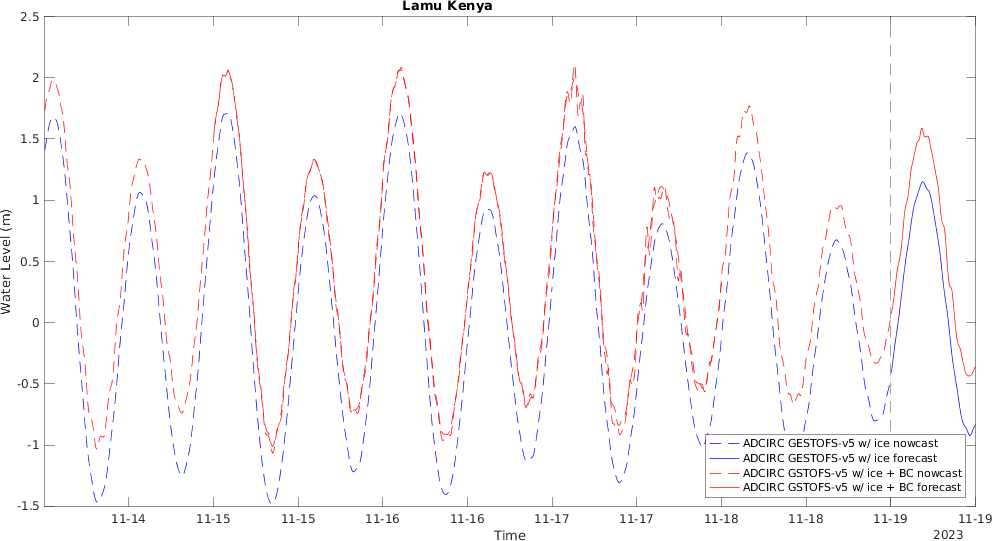 Lamu Kenya
2.5
2
1.5
1
0.5
0
-0.5
-1
-1.5
Water Level (m)
ADCIRC GESTOFS-v5 w/ ice nowcast
ADCIRC GESTOFS-v5 w/ ice forecast
ADCIRC GSTOFS-v5 w/ ice + BC nowcast
ADCIRC GSTOFS-v5 w/ ice + BC forecast
11-14 11-15 11-15 11-16 11-16 11-17 11-17 11-18 11-18 11-19 11-19
Time
2023